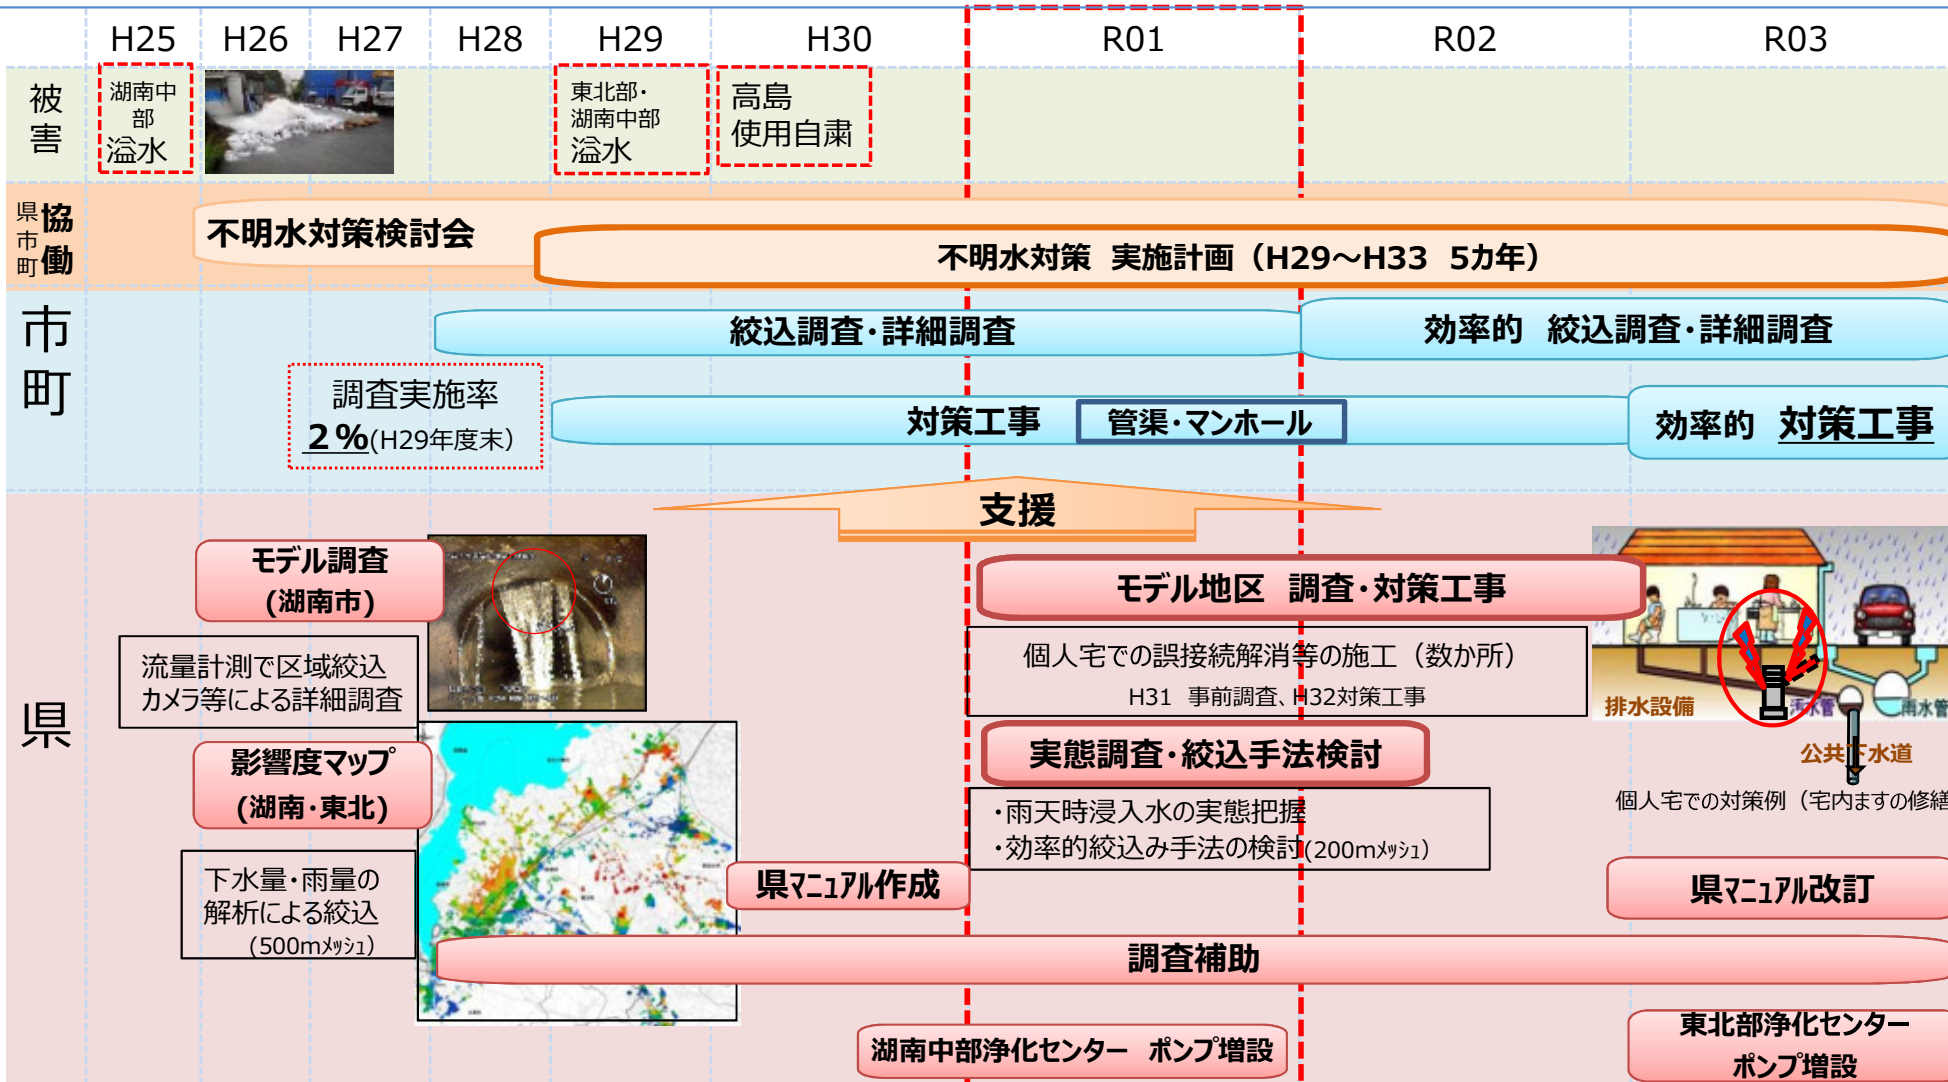 H25 H26 H27 H28 H29 H30 R01 R02 R03
被害
湖南中部
溢水
東北部・
湖南中部
溢水
高島
使用自粛
県市町
協働
不明水対策検討会
不明水対策 実施計画（H29～H33 5カ年）
市町
絞込調査・詳細調査
効率的 絞込調査・詳細調査
調査実施率
２％(H29年度末）
対策工事
管渠・マンホール
効率的 対策工事
支援
県
モデル調査
(湖南市)
流量計測で区域絞込
カメラ等による詳細調査
モデル地区 調査・対策工事
個人宅での誤接続解消等の施工（数か所）
H31 事前調査、H32対策工事
排水設備
汚水管
雨水管
公共下水道
個人宅での対策例（宅内ますの修繕
影響度マップ
(湖南・東北)
下水量・雨量の
解析による絞込
(500mメッシュ)
実態調査・絞込手法検討
・雨天時浸入水の実態把握
・効率的絞込み手法の検討(200mメッシュ)
県マニュアル作成
県マニュアル改訂
調査補助
湖南中部浄化センター ポンプ増設
東北部浄化センター
ポンプ増設